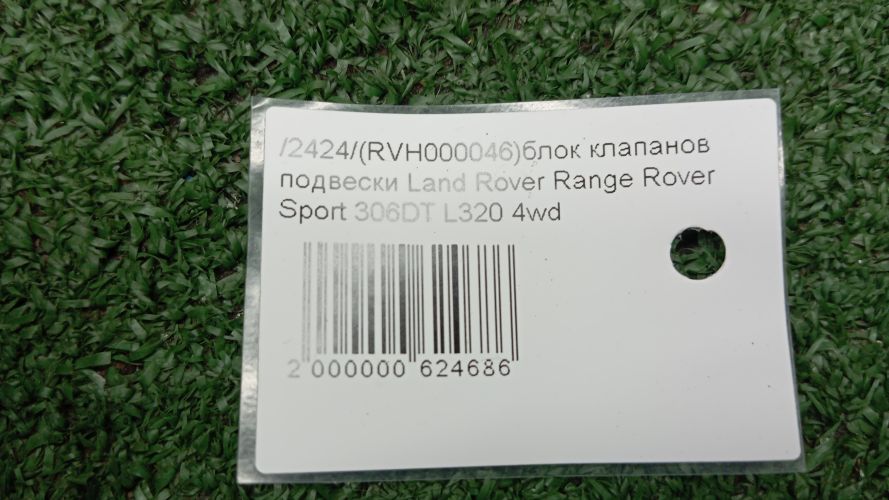 /2424/(RVH000046)блок клапанов
подвески Land Rover Range Rover
Sport 306DT L320 4wd
2 000000 624686